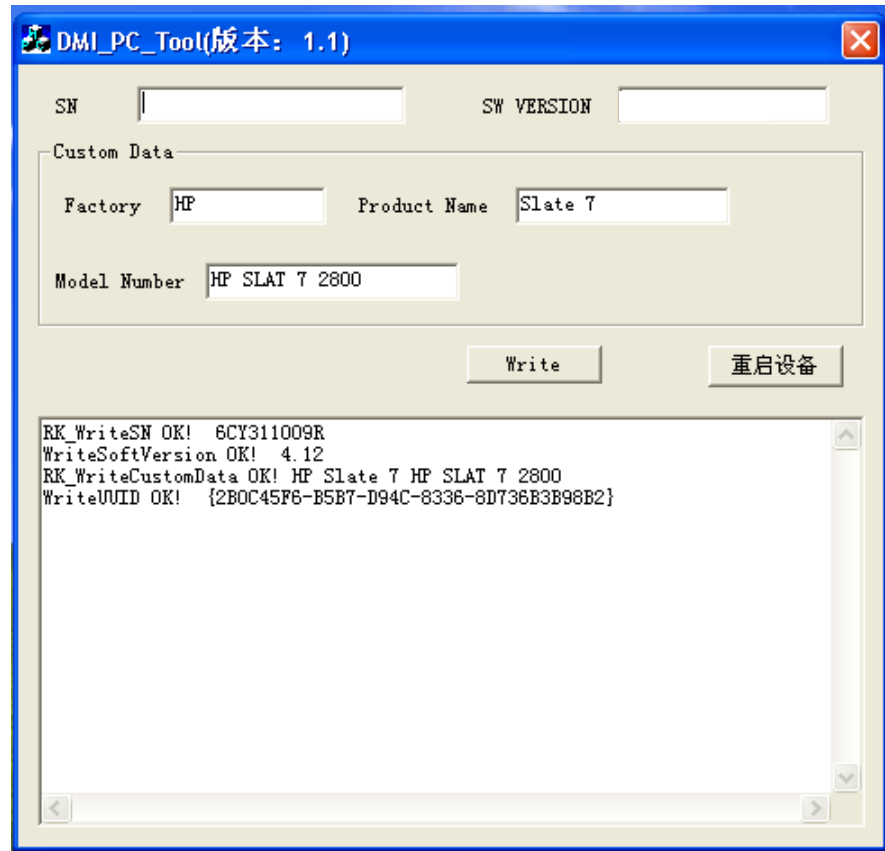 DMI_PC_Tool(版本： 1.1)
SN
SW VERSION
Custom Data
Factory HP Product Name Slate 7
Model Number HP SLAT 7 2800
Write 重启设备
RK_WriteSN OK! 6CY311009R
WriteSoftVersion OK! 4.12
RK_WriteCustomData OK! HP Slate 7 HP SLAT 7 2800
WriteUUID OK! {2B0C45F6-B5B7-D94C-8336-8D736B3B98B2}